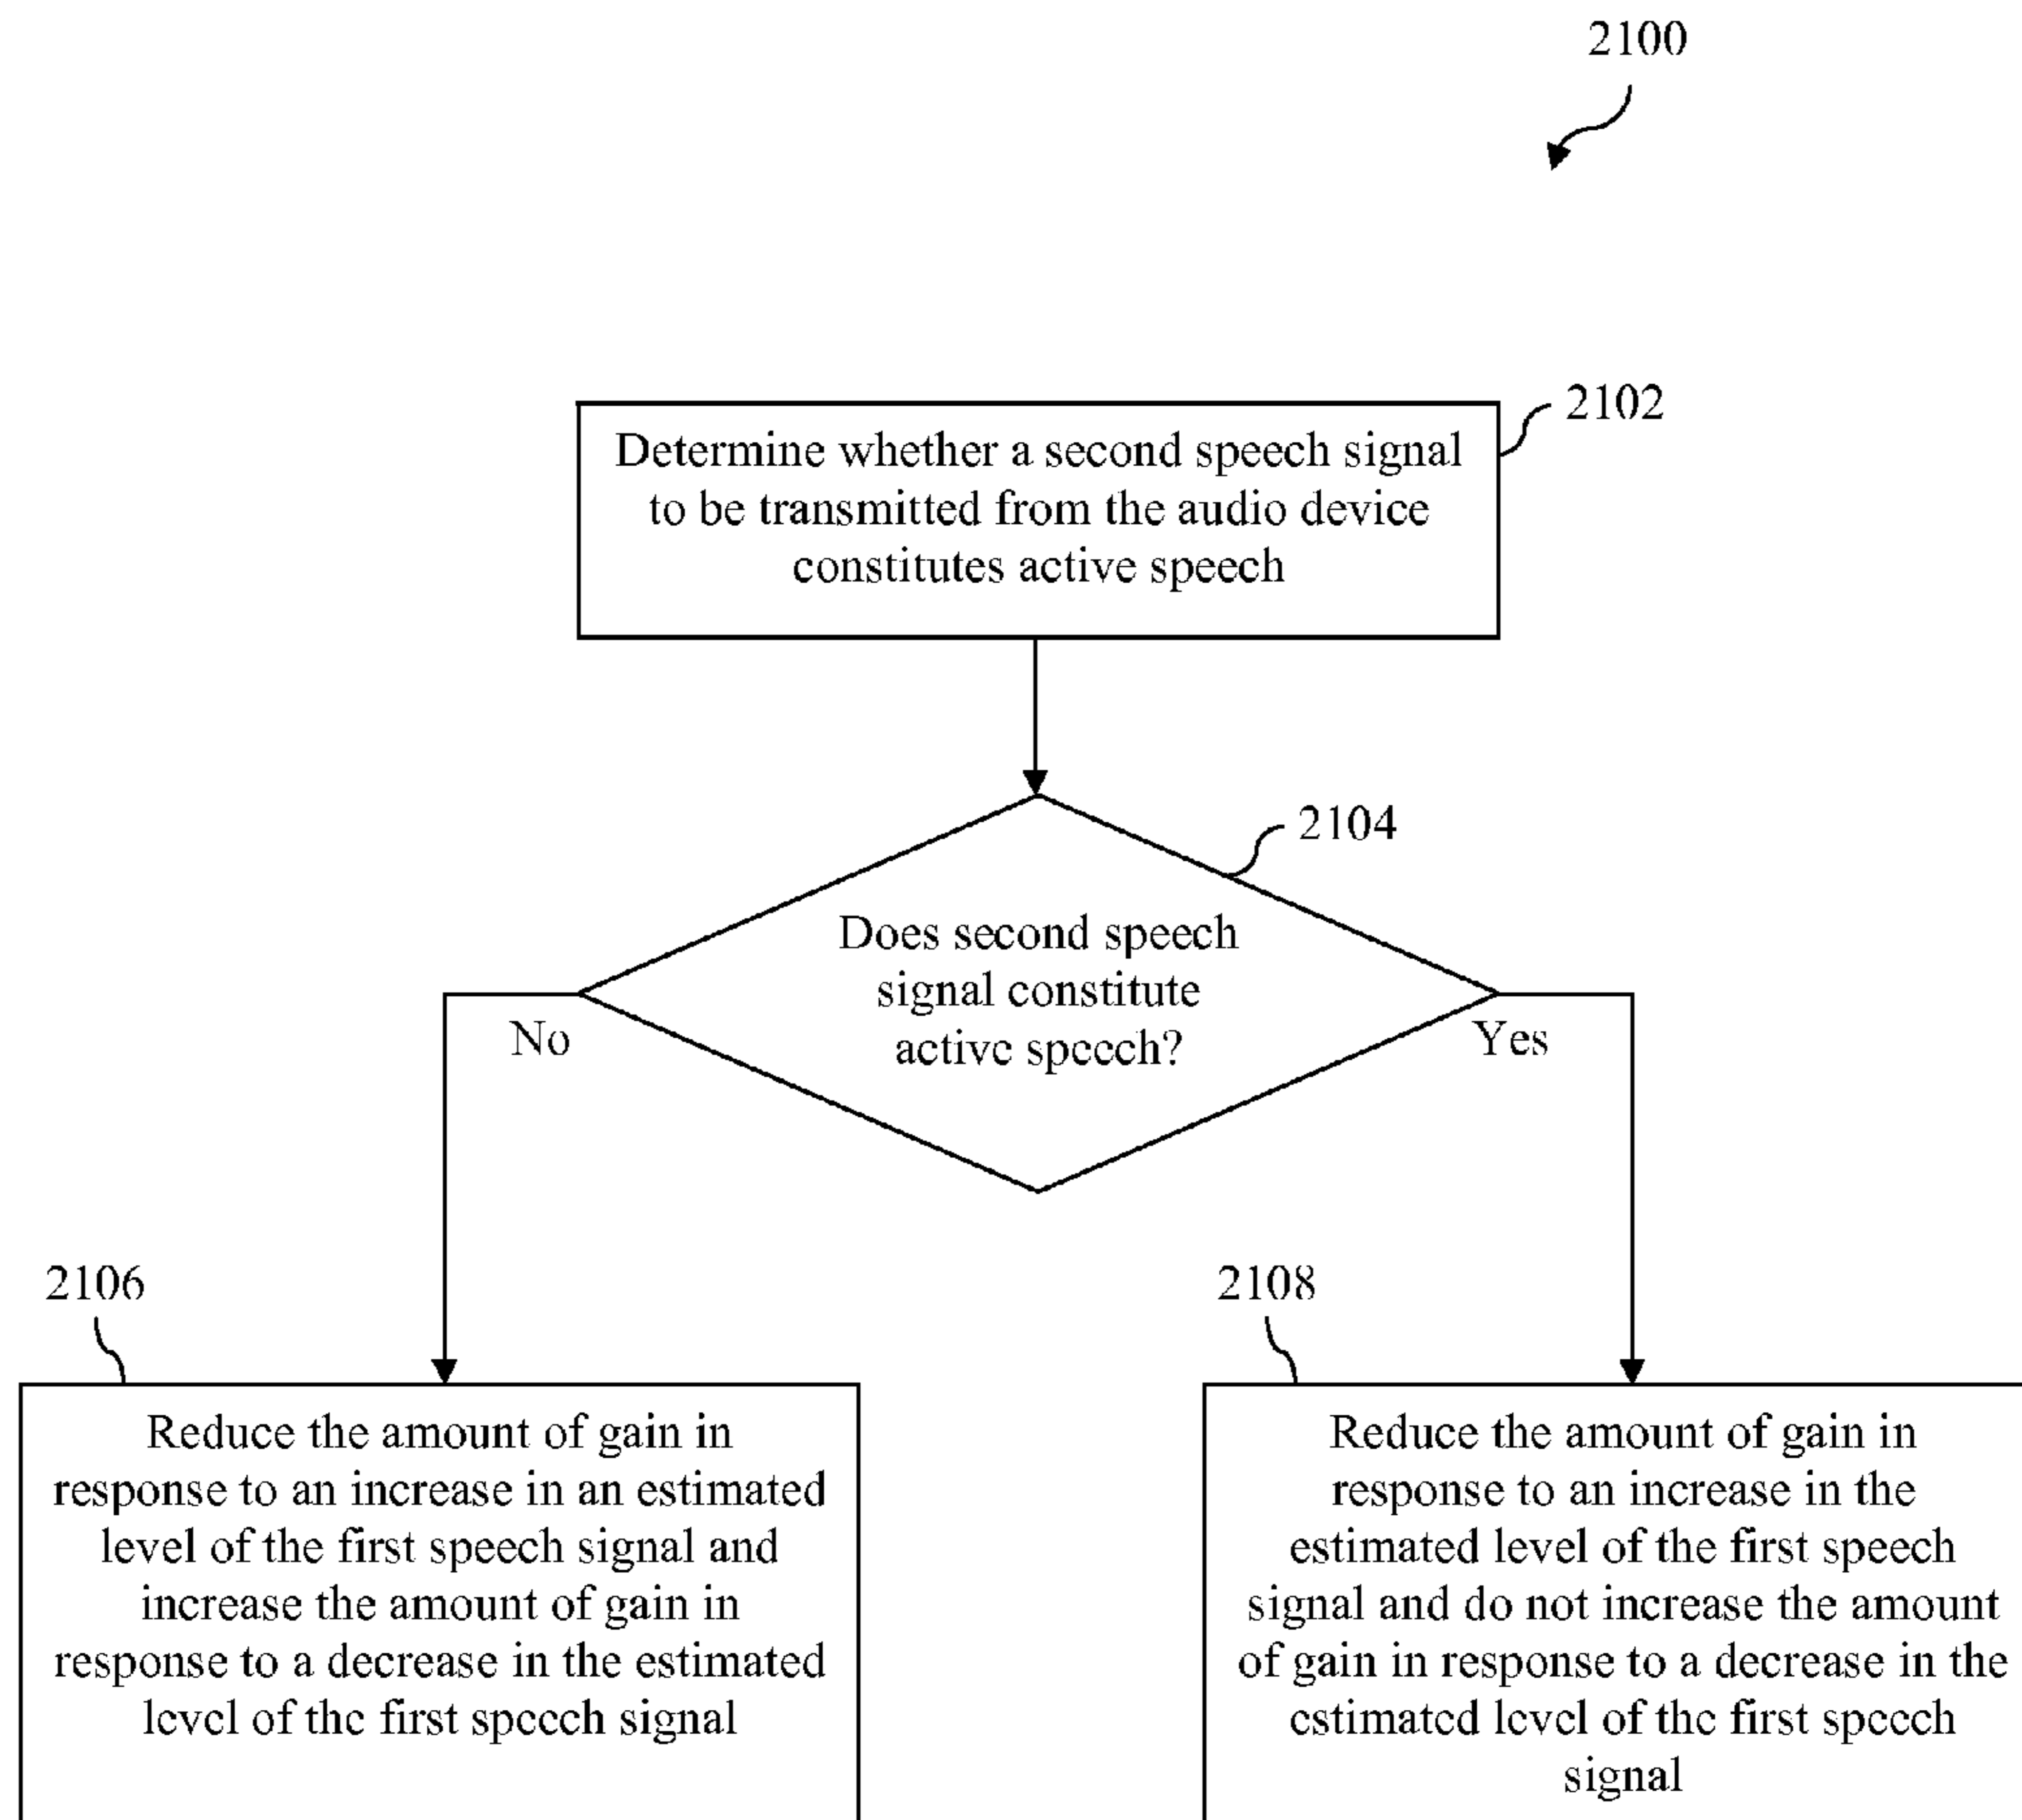 2100
2102
Determine whether a second speech signal
to be transmitted from the audio device
constitutes active speech
2104
Does second speech
signal constitute
active speech?
No
Yes
2106
2108
Reduce the amount of gain in
response to an increase in an estimated
level of the first speech signal and
increase the amount of gain in
response to a decrease in the estimated
level of the first speech signal
Reduce the amount of gain in
response to an increase in the
estimated level of the first speech
signal and do not increase the amount
of gain in response to a decrease in the
estimated level of the first speech
signal